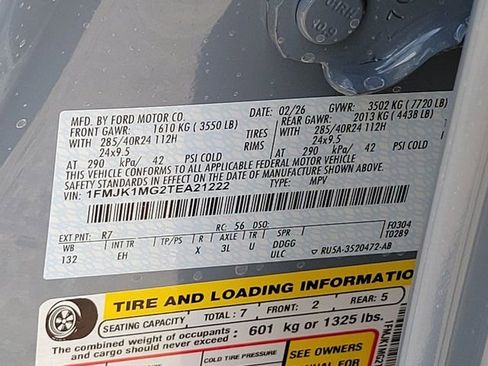 MFD. BY FORD MOTOR CO.
DATE: 02/26 GVWR: 3502 KG ( 7720 LB)
FRONT GAWR: 1610 KG ( 3550 LB) REAR GAWR: 2013 KG ( 4438 LB)
285/40R24 112H TIRES 285/40R24 112H
24x9.5 RIMS 24x9.5
AT 290 kPa/ 42 PSI COLD AT 290 kPa/ 42 PSI COLD
THIS VEHICLE CONFORMS TO ALL APPLICABLE FEDERAL MOTOR VEHICLE
SAFETY STANDARDS IN EFFECT ON THE DATE OF MANUFACTURE SHOWN ABOVE.
VIN: 1FMJK1MG2TEA21222 TYPE: MPV
F0304
T0289
EXT PNT: R7 RC: 56 DSO:
WB INT TR TP/PS R AXLE TR SPR
132 EH X 3L U DDGG
ULC RU5A-3520472-AB
TIRE AND LOADING INFORMATION
SEATING CAPACITY TOTAL : 7 FRONT: 2 REAR: 5
The combined weight of occupants
and cargo should never exceed : 601 kg or 1325 lbs.
COLD TIRE PRESSURE
SEE OWNERS